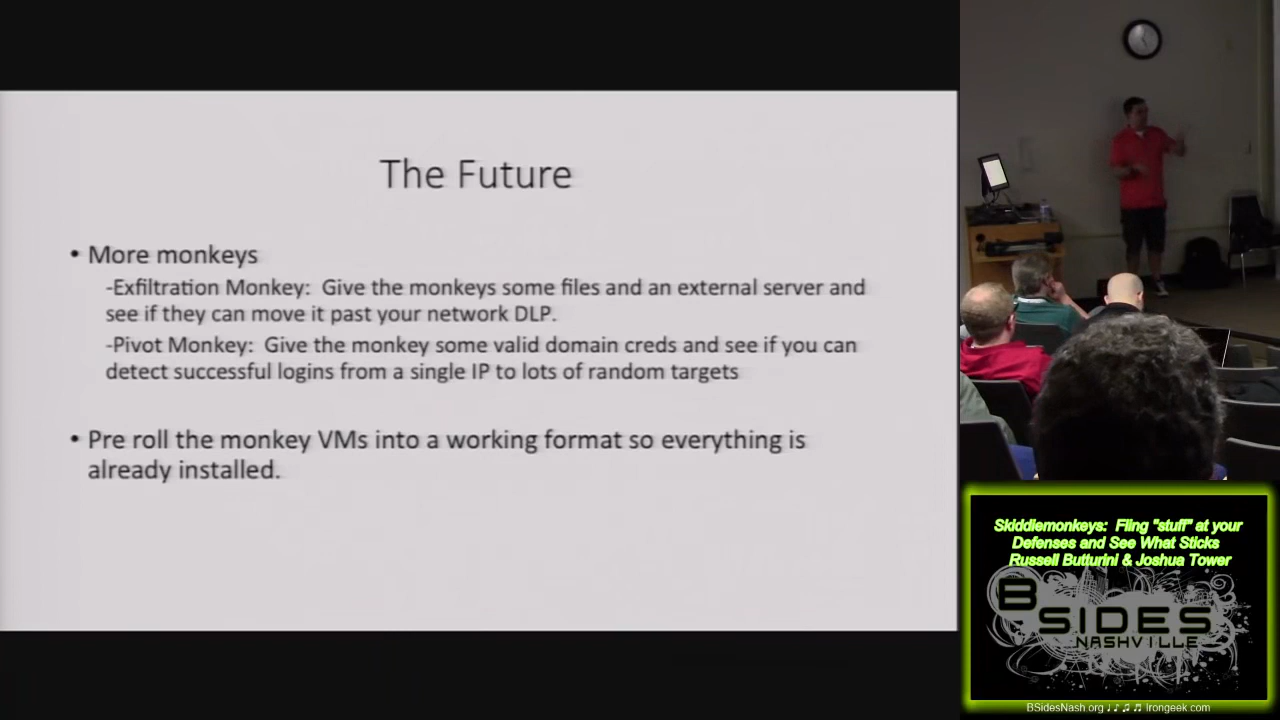 The Future
• More monkeys
-Exfiltration Monkey: Give the monkeys some files and an external server and
see if they can move it past your network DLP.
-Pivot Monkey: Give the monkey some valid domain creds and see if you can
detect successful logins from a single IP to lots of random targets
• Pre roll the monkey VMs into a working format so everything is
already installed.
Skiddiemonkeys: Fling "stuff" at your
Defenses and See What Sticks
Russell Butturini & Joshua Tower
BSIDES
NASHVILLE
BSidesNash.org ♩♪♫♬ Irongeek.com